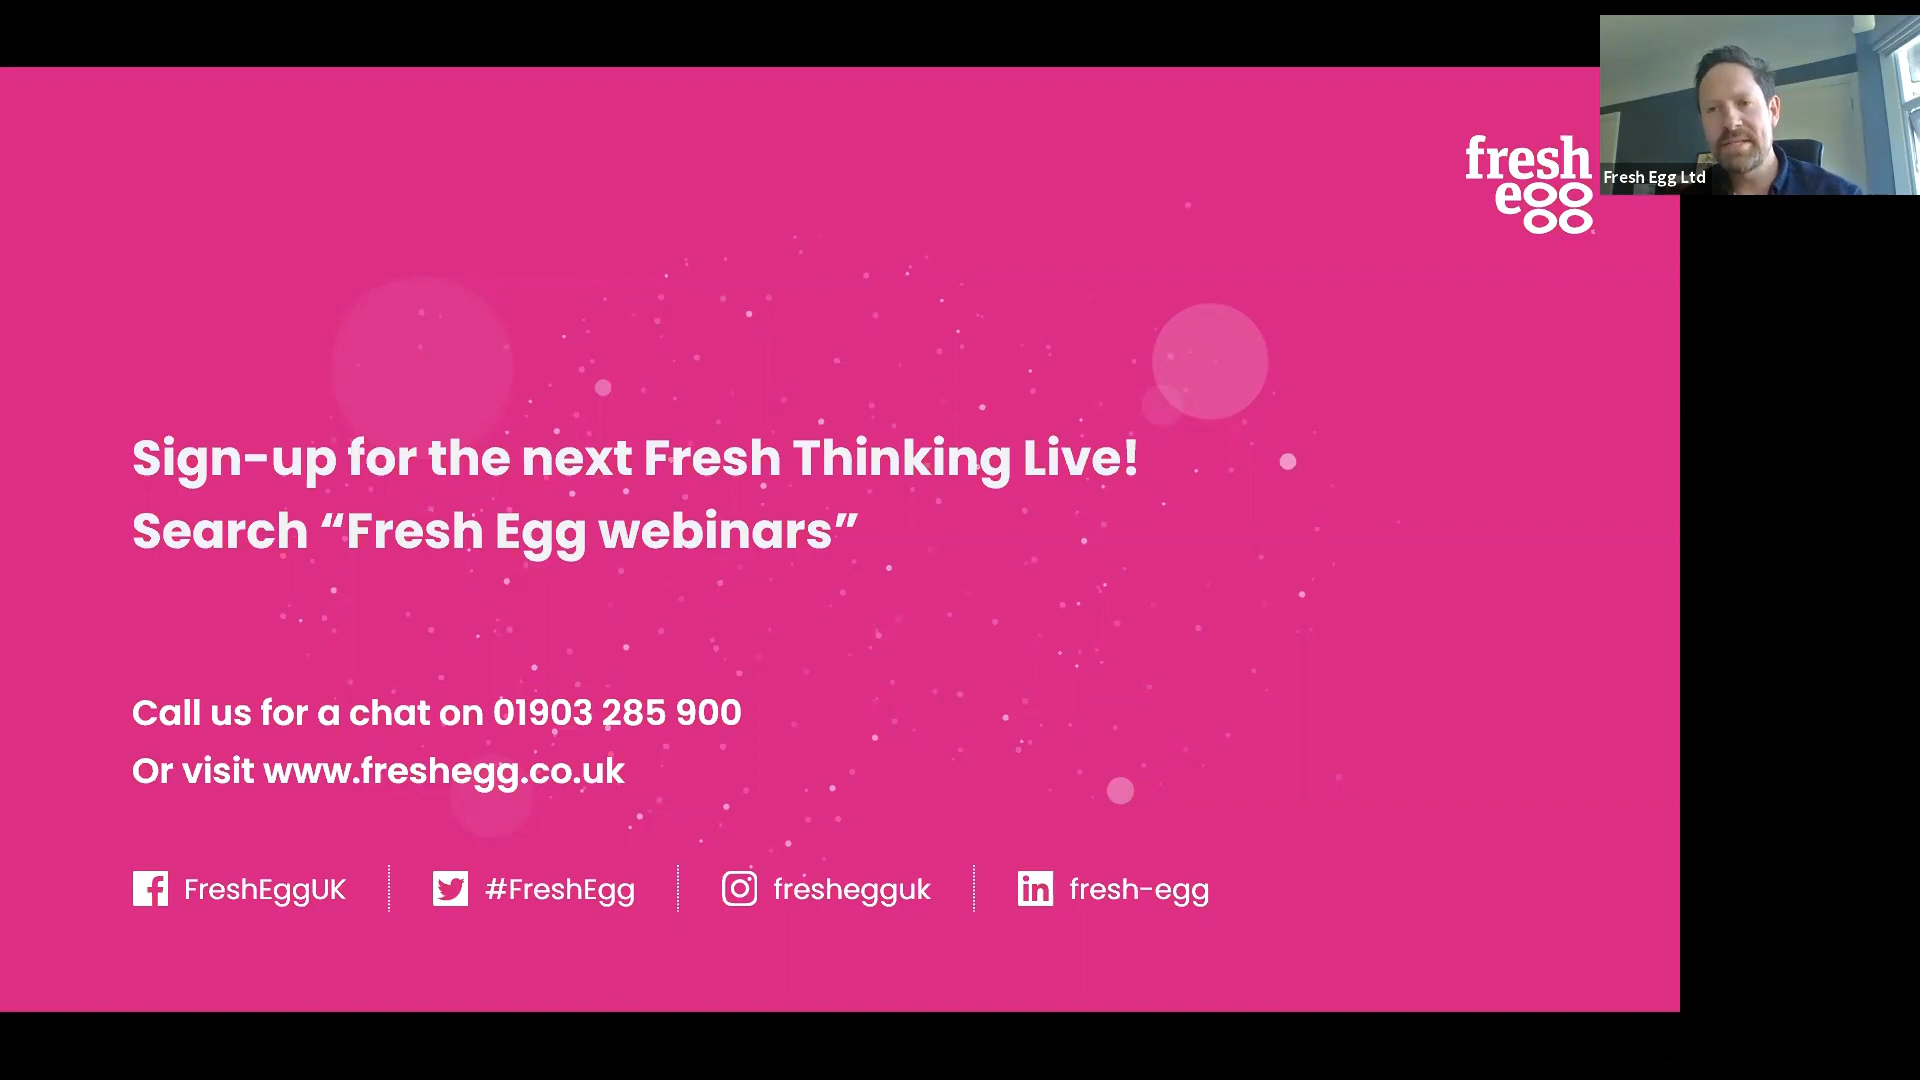 fresh
egg
Fresh Egg Ltd
Sign-up for the next Fresh Thinking Live!
Search “Fresh Egg webinars”
Call us for a chat on 01903 285 900
Or visit www.freshegg.co.uk
FreshEggUK
#FreshEgg
freshegguk
fresh-egg